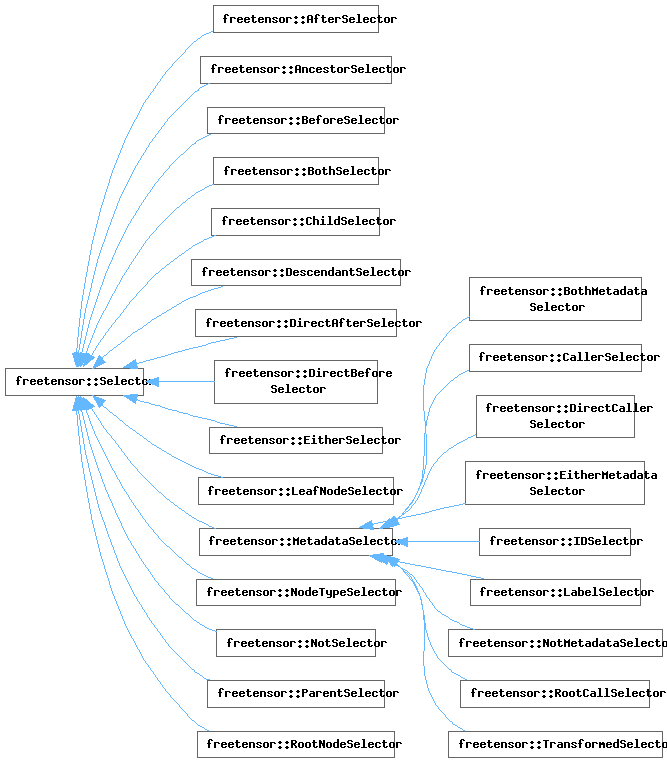 freetensor::AfterSelector
freetensor::AncestorSelector
freetensor::BeforeSelector
freetensor::BothSelector
freetensor::ChildSelector
freetensor::DescendantSelector
freetensor::DirectAfterSelector
freetensor::Selector
freetensor::DirectBefore
Selector
freetensor::EitherSelector
freetensor::LeafNodeSelector
freetensor::MetadataSelector
freetensor::NodeTypeSelector
freetensor::NotSelector
freetensor::ParentSelector
freetensor::RootNodeSelector
freetensor::BothMetadata
Selector
freetensor::CallerSelector
freetensor::DirectCaller
Selector
freetensor::EitherMetadata
Selector
freetensor::IDSelector
freetensor::LabelSelector
freetensor::NotMetadataSelecto
freetensor::RootCallSelector
freetensor::TransformedSelecto